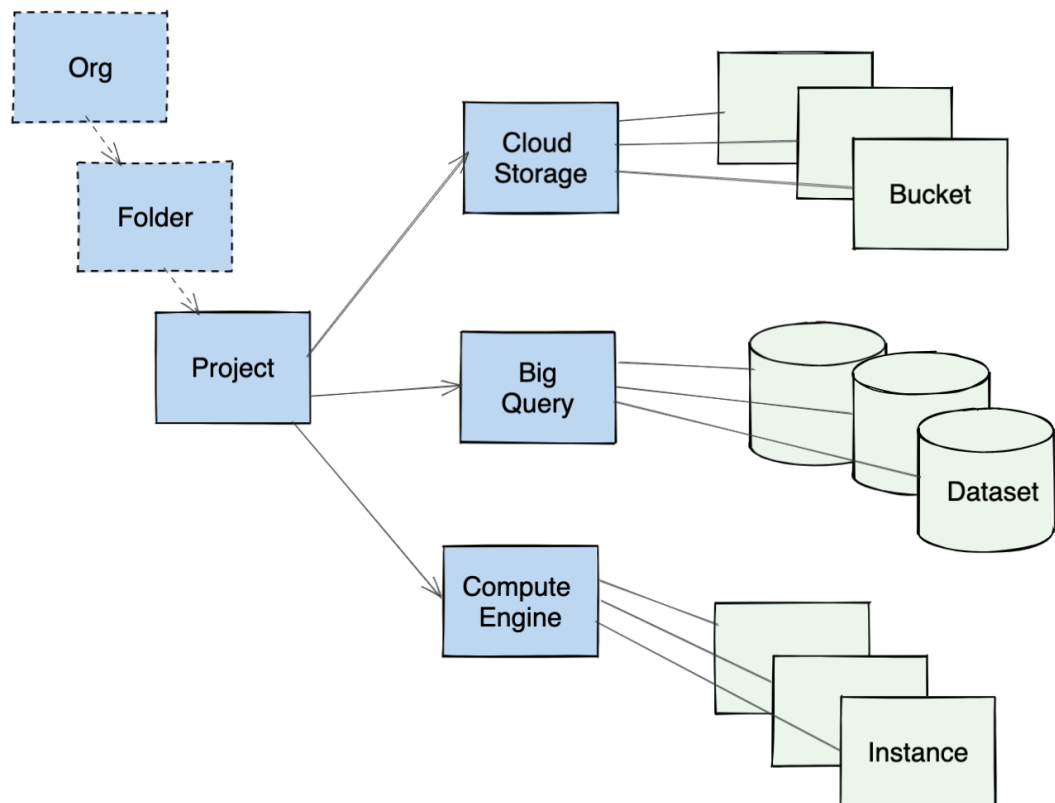 Org
Folder
Project
Cloud
Storage
Bucket
Big
Query
Dataset
Compute
Engine
Instance